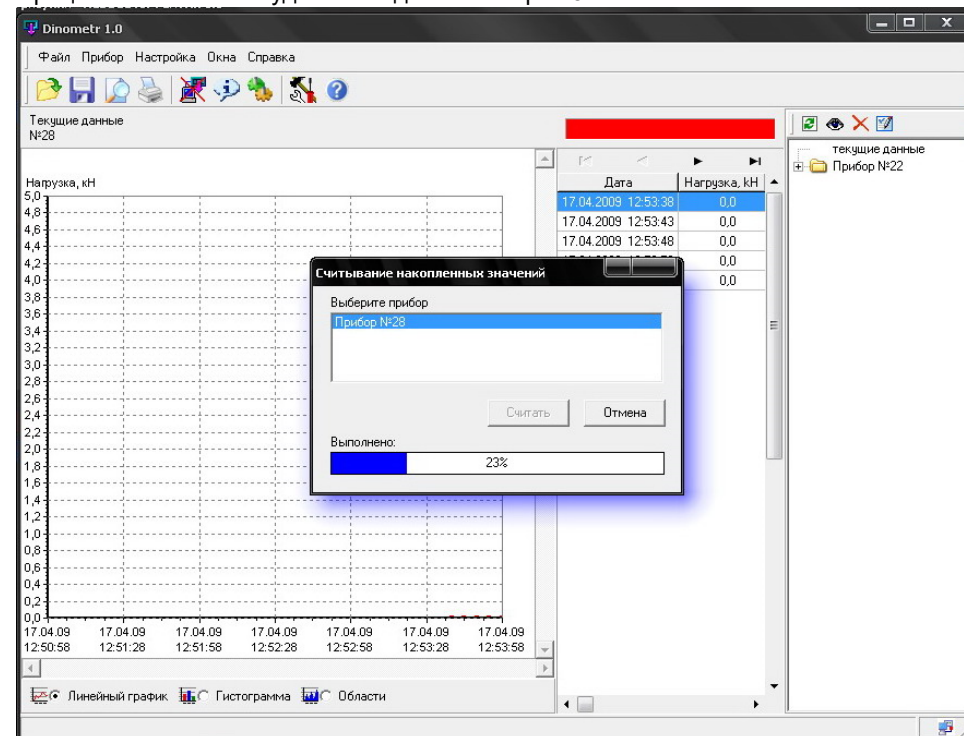 Dinometr 1.0
Файл Прибор Настройка Окна Справка
Текущие данные
№28
Нагрузка, кН
5,0
4,8
4,6
4,4
4,2
4,0
3,8
3,6
3,4
3,2
3,0
2,8
2,6
2,4
2,2
2,0
1,8
1,6
1,4
1,2
1,0
0,8
0,6
0,4
0,2
0,0
17.04.09 17.04.09 17.04.09 17.04.09 17.04.09 17.04.09 17.04.09
12:50:58 12:51:28 12:51:58 12:52:28 12:52:58 12:53:28 12:53:58
Линейный график Гистограмма Области
Дата Нагрузка, kH
17.04.2009 12:53:38 0,0
17.04.2009 12:53:43 0,0
17.04.2009 12:53:48 0,0
0,0
0,0
Считывание накопленных значений
Выберите прибор
Прибор №28
Считать Отмена
Выполнено:
23%
текущие данные
Прибор №22